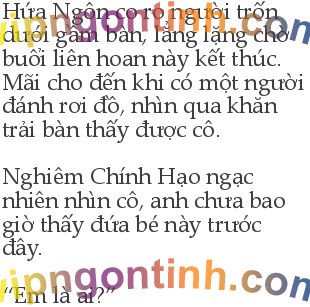 Hứa Ngôn co ro người trốn
dưới gầm bàn, lẳng lặng chờ
buổi liên hoan này kết thúc.
Mãi cho đến khi có một người
đánh rơi đồ, nhìn qua khăn
trải bàn thấy được cô.
Nghiêm Chính Hạo ngạc
nhiên nhìn cô, anh chưa bao
giờ thấy đứa bé này trước
đây.
“Em là ai?”
vipngontinh.com
vipngontinh.com